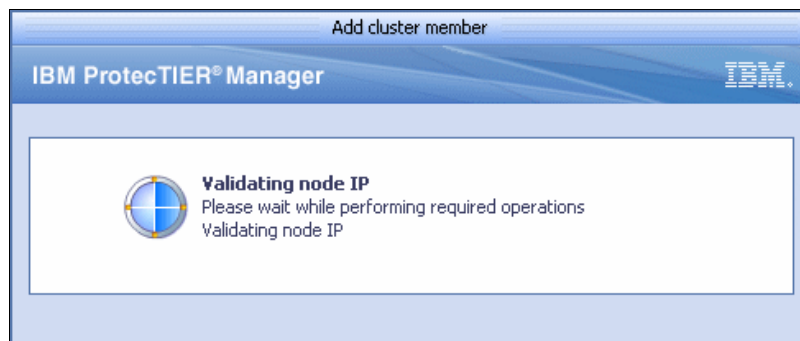 Add cluster member
IBM ProtecTIER® Manager
IBM.
Validating node IP
Please wait while performing required operations
Validating node IP